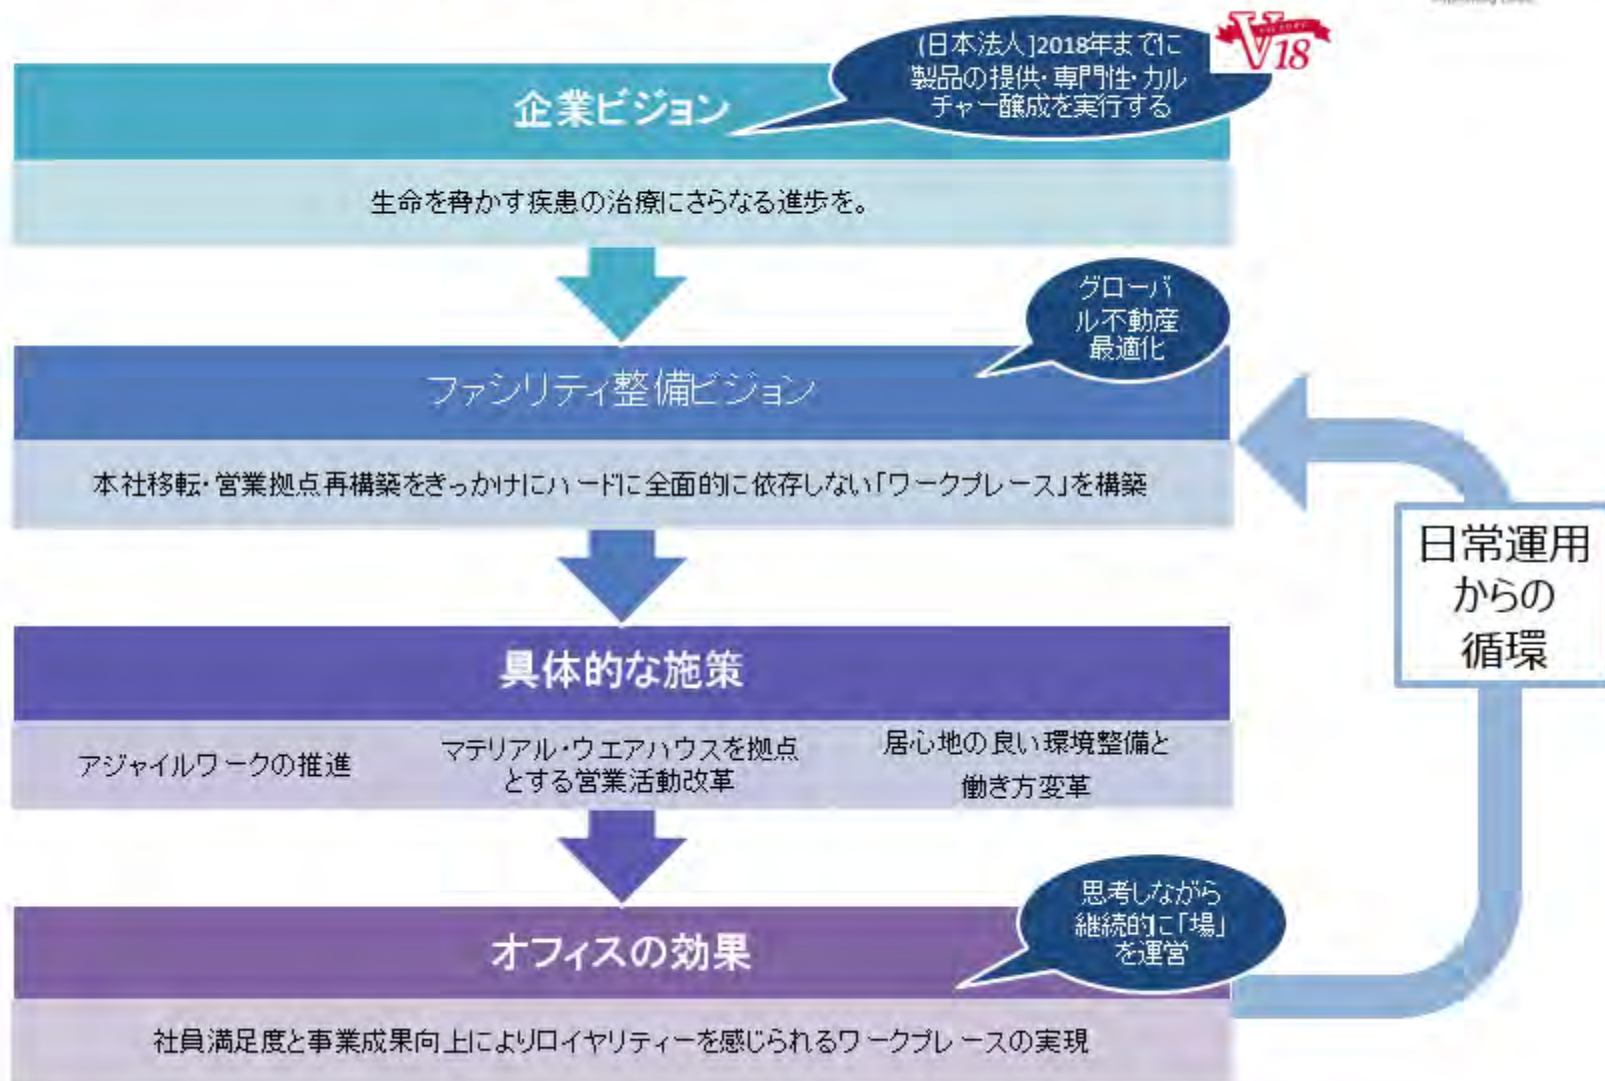 (日本法人]2018年までに
製品の提供・専門性・カル
チャー醸成を実行する
V18
企業ビジョン
生命を脅かす疾患の治療にさらなる進歩を。
グローバ
ル不動産
最適化
ファシリティ整備ビジョン
本社移転・営業拠点再構築をきっかけにハードに全面的に依存しない「ワークプレース」を構築
日常運用
からの
循環
具体的な施策
アジャイルワークの推進
マテリアル・ウエアハウスを拠点
とする営業活動改革
居心地の良い環境整備と
働き方変革
思考しながら
継続的に「場」
を運営
オフィスの効果
社員満足度と事業成果向上によりロイヤリティーを感じられるワークプレースの実現